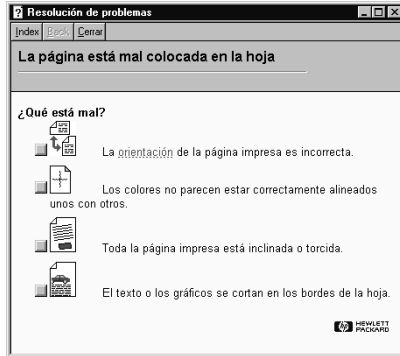 Resolución de problemas
Index Back Cerrar
La página está mal colocada en la hoja
¿Qué está mal?
La orientación de la página impresa es incorrecta.
Los colores no parecen estar correctamente alineados
unos con otros.
Toda la página impresa está inclinada o torcida.
El texto o los gráficos se cortan en los bordes de la hoja.
hp HEWLETT
PACKARD